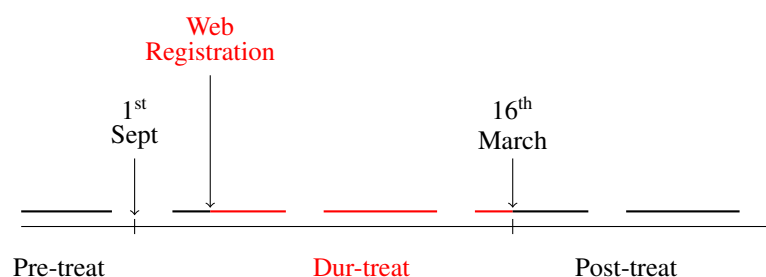 Web
Registration
1st
Sept
16th
March
Pre-treat
Dur-treat
Post-treat